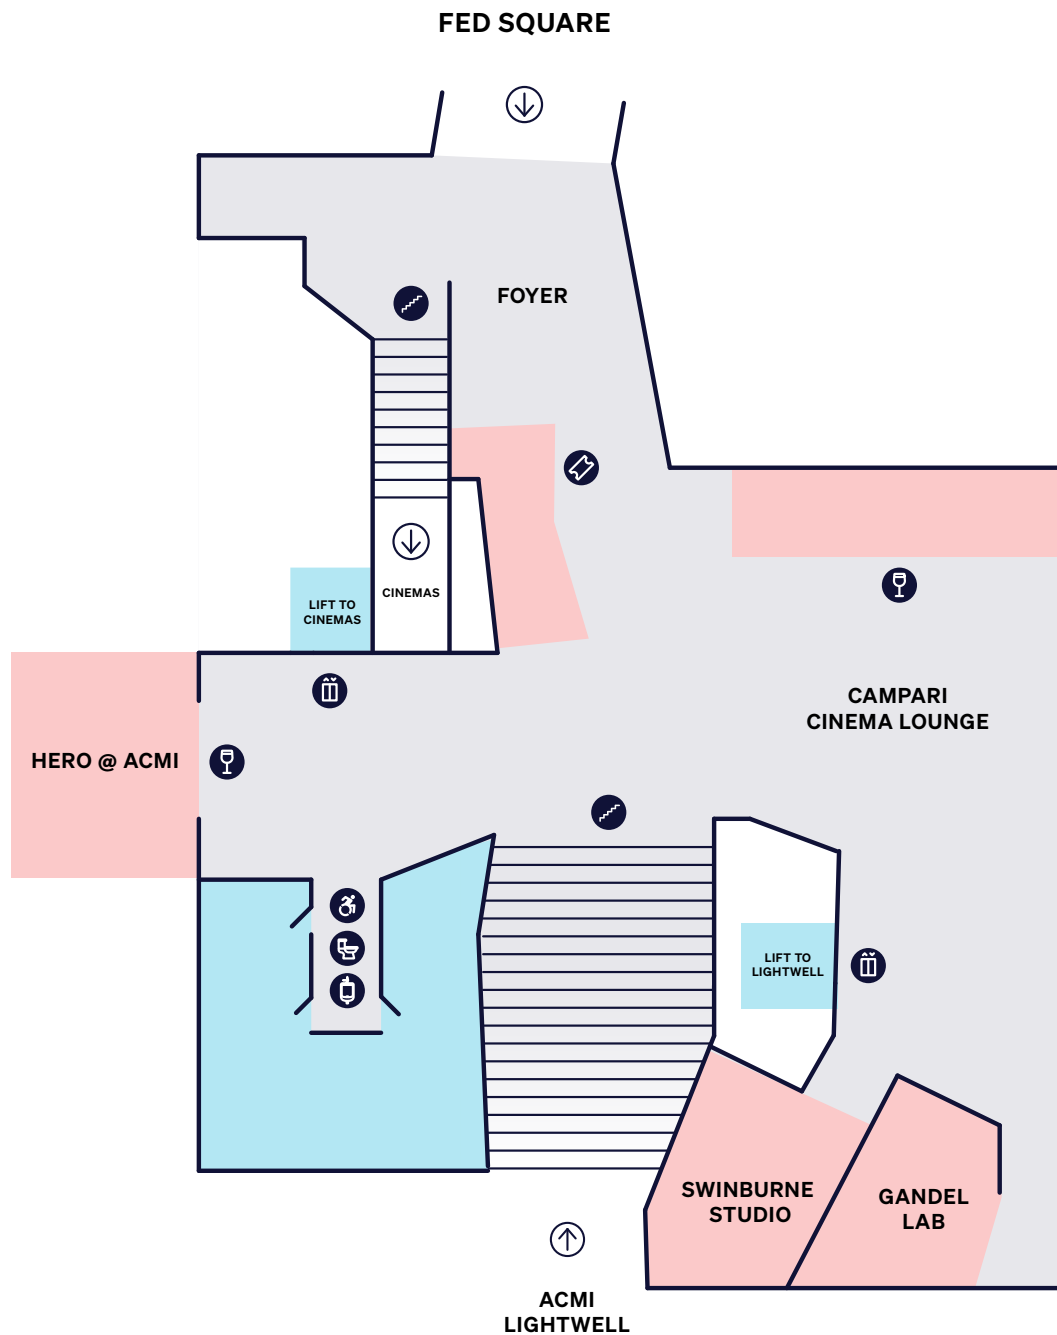 FED SQUARE
FOYER
CINEMAS
LIFT TO
CINEMAS
CAMPARI
CINEMA LOUNGE
HERO @ ACMI
LIFT TO
LIGHTWELL
SWINBURNE
STUDIO
GANDEL
LAB
ACMI
LIGHTWELL